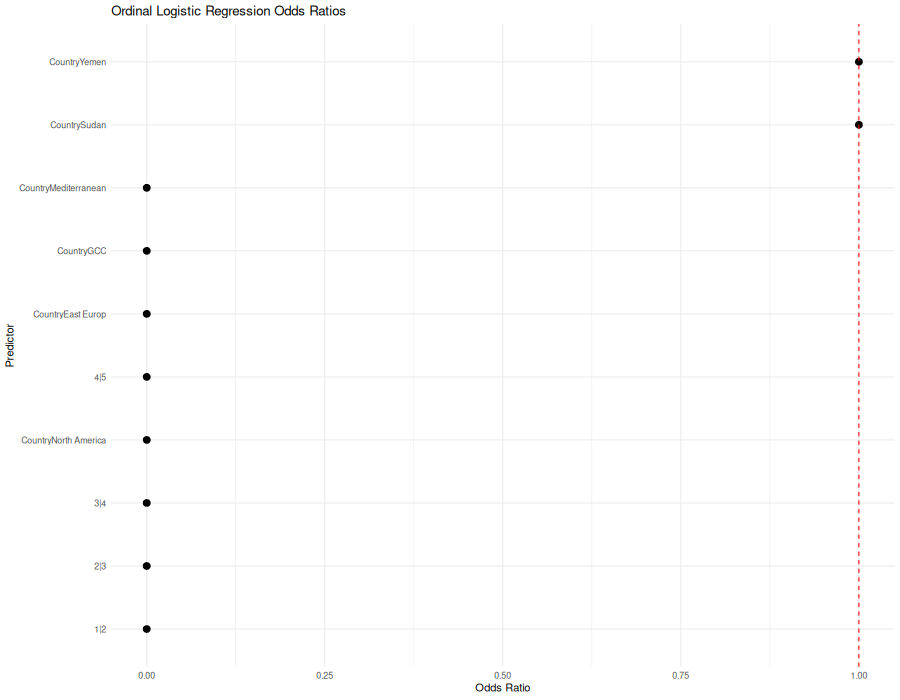 Ordinal Logistic Regression Odds Ratios
CountryYemen
CountrySudan
CountryMediterranean
CountryGCC
CountryEast Europ
4|5
CountryNorth America
3|4
2|3
1|2
Predictor
0.00 0.25 0.50 0.75 1.00
Odds Ratio